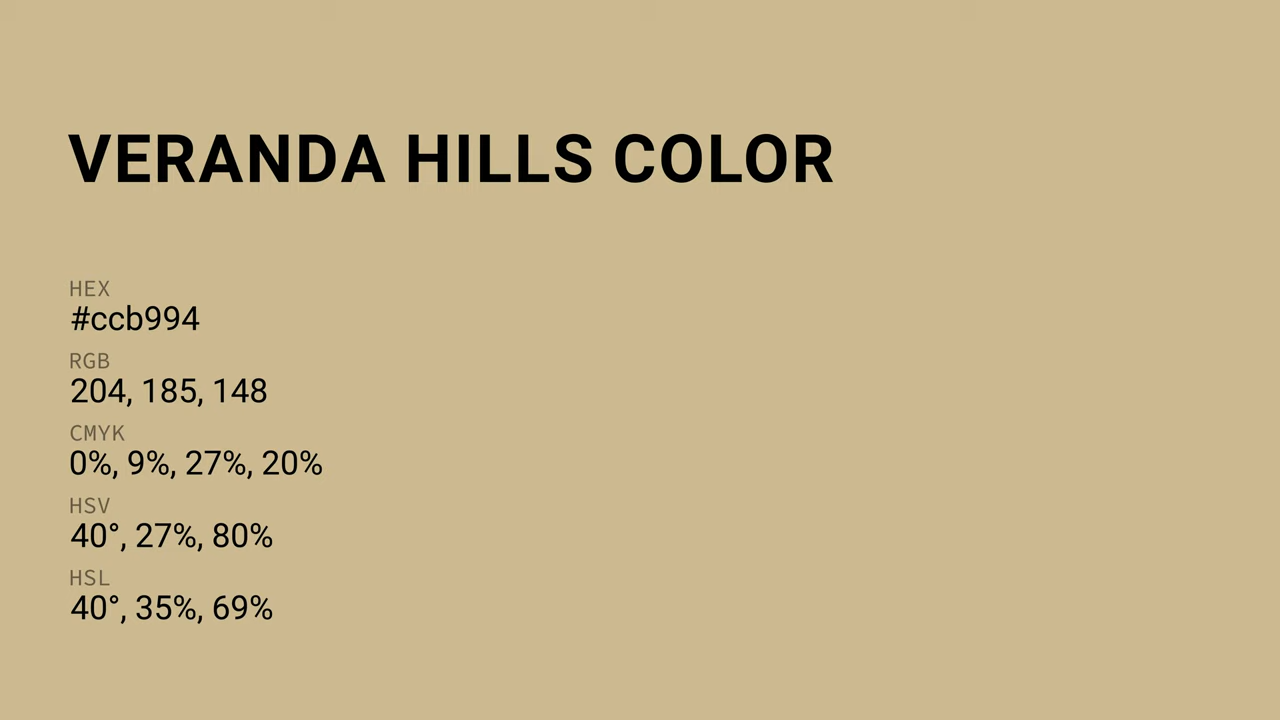 VERANDA HILLS COLOR
HEX
#ccb994
RGB
204, 185, 148
CMYK
0%, 9%, 27%, 20%
HSV
40°, 27%, 80%
HSL
40°, 35%, 69%